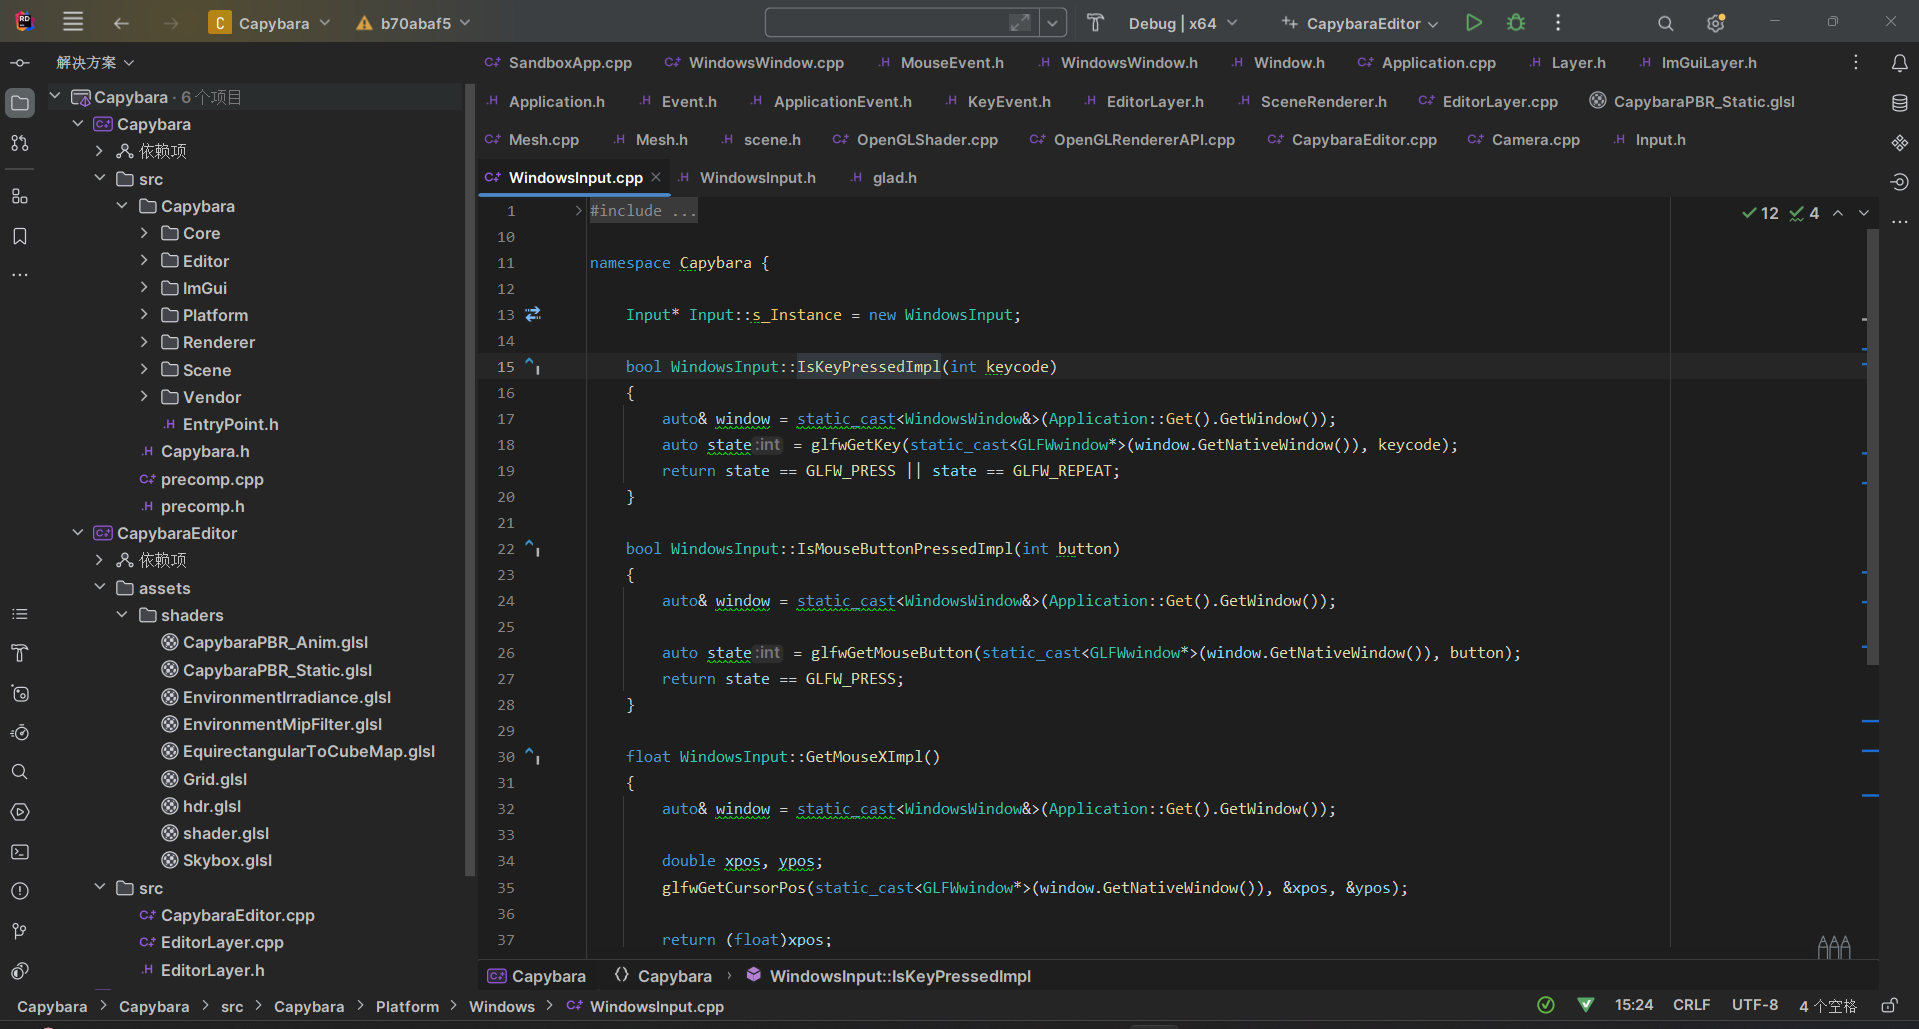 RD
C Capybara
b70abaf5
Debug | x64
CapybaraEditor
解决方案
SandboxApp.cpp
WindowsWindow.cpp
.H MouseEvent.h
.H WindowsWindow.h
.H Window.h
Application.cpp
.H Layer.h
.H ImGuiLayer.h
.H Application.h
.H Event.h
.H ApplicationEvent.h
.H KeyEvent.h
.H EditorLayer.h
.H SceneRenderer.h
EditorLayer.cpp
CapybaraPBR_Static.glsl
Mesh.cpp
.H Mesh.h
.H scene.h
OpenGLShader.cpp
OpenGLRendererAPI.cpp
CapybaraEditor.cpp
Camera.cpp
.H Input.h
WindowsInput.cpp
.H WindowsInput.h
.H glad.h
Capybara · 6 个项目
Capybara
依赖项
src
Capybara
Core
Editor
ImGui
Platform
Renderer
Scene
Vendor
.H EntryPoint.h
.H Capybara.h
precomp.cpp
.H precomp.h
CapybaraEditor
依赖项
assets
shaders
CapybaraPBR_Anim.glsl
CapybaraPBR_Static.glsl
EnvironmentIrradiance.glsl
EnvironmentMipFilter.glsl
EquirectangularToCubeMap.glsl
Grid.glsl
hdr.glsl
shader.glsl
Skybox.glsl
src
CapybaraEditor.cpp
EditorLayer.cpp
.H EditorLayer.h
12 4
1 #include ...
10
11 namespace Capybara {
12
13 Input* Input::s_Instance = new WindowsInput;
14
15 bool WindowsInput::IsKeyPressedImpl(int keycode)
16 {
17 auto& window = static_cast<WindowsWindow&>(Application::Get().GetWindow());
18 auto state :int = glfwGetKey(static_cast<GLFWwindow*>(window.GetNativeWindow()), keycode);
19 return state == GLFW_PRESS || state == GLFW_REPEAT;
20 }
21
22 bool WindowsInput::IsMouseButtonPressedImpl(int button)
23 {
24 auto& window = static_cast<WindowsWindow&>(Application::Get().GetWindow());
25
26 auto state :int = glfwGetMouseButton(static_cast<GLFWwindow*>(window.GetNativeWindow()), button);
27 return state == GLFW_PRESS;
28 }
29
30 float WindowsInput::GetMouseXImpl()
31 {
32 auto& window = static_cast<WindowsWindow&>(Application::Get().GetWindow());
33
34 double xpos, ypos;
35 glfwGetCursorPos(static_cast<GLFWwindow*>(window.GetNativeWindow()), &xpos, &ypos);
36
37 return (float)xpos;
Capybara Capybara › WindowsInput::IsKeyPressedImpl
Capybara > Capybara > src > Capybara > Platform > Windows > WindowsInput.cpp
15:24 CRLF UTF-8 4 个空格